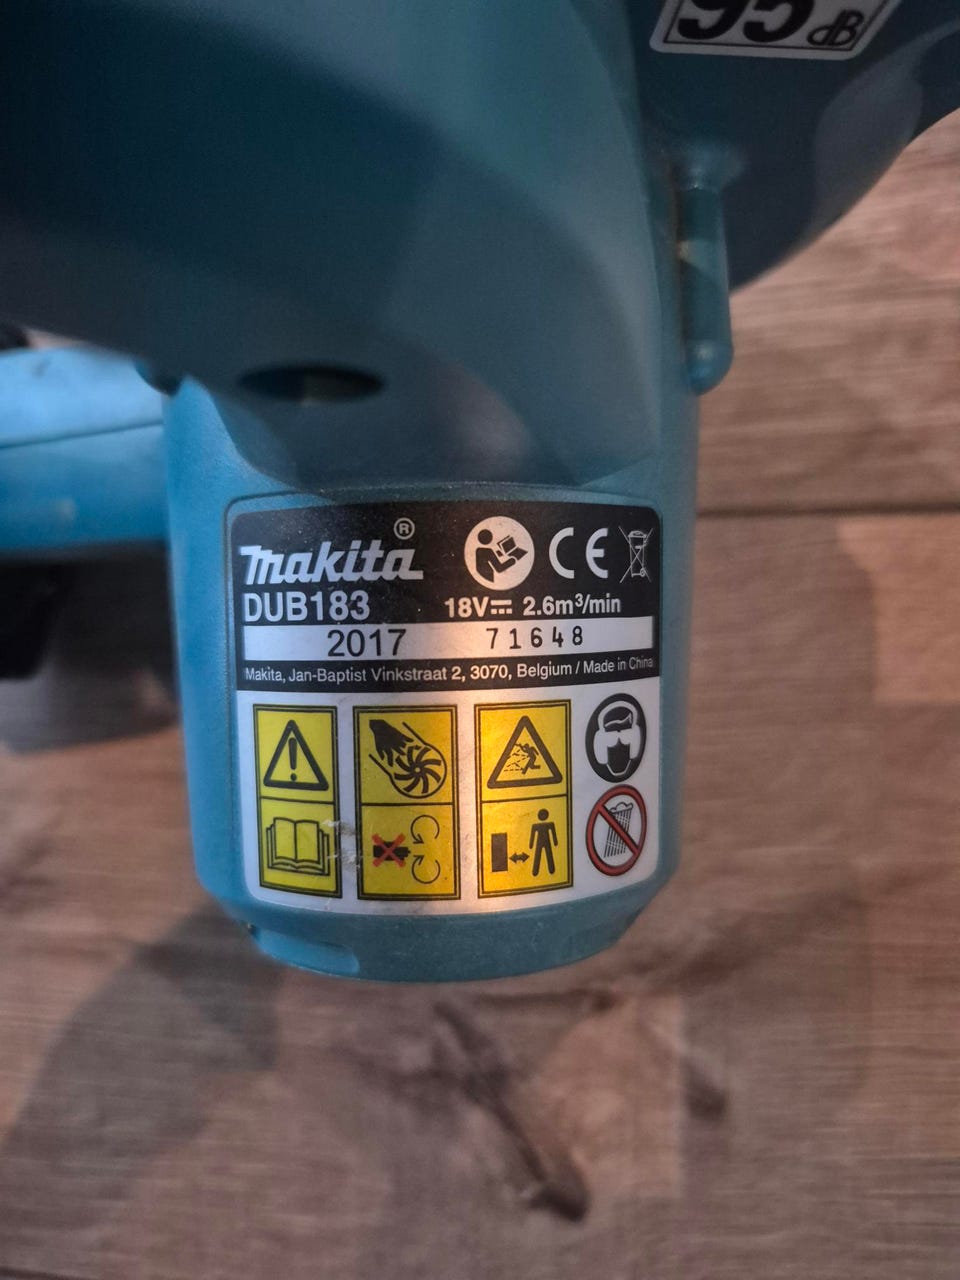 95 dB
makita®
CE
DUB183 18V⎓ 2.6m³/min
2017 71648
Makita, Jan-Baptist Vinkstraat 2, 3070, Belgium / Made in China